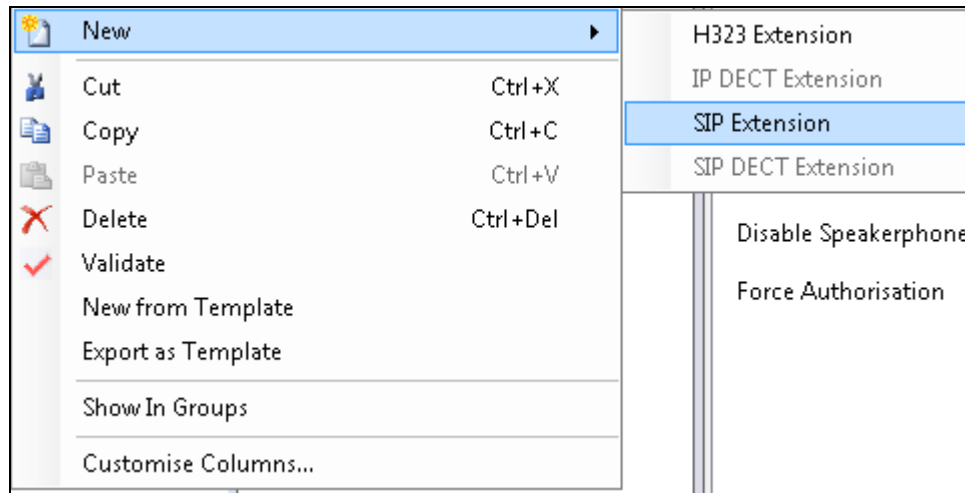 New
Cut Ctrl+X
Copy Ctrl+C
Paste Ctrl+V
Delete Ctrl+Del
Validate
New from Template
Export as Template
Show In Groups
Customise Columns...
H323 Extension
IP DECT Extension
SIP Extension
SIP DECT Extension
Disable Speakerphone
Force Authorisation